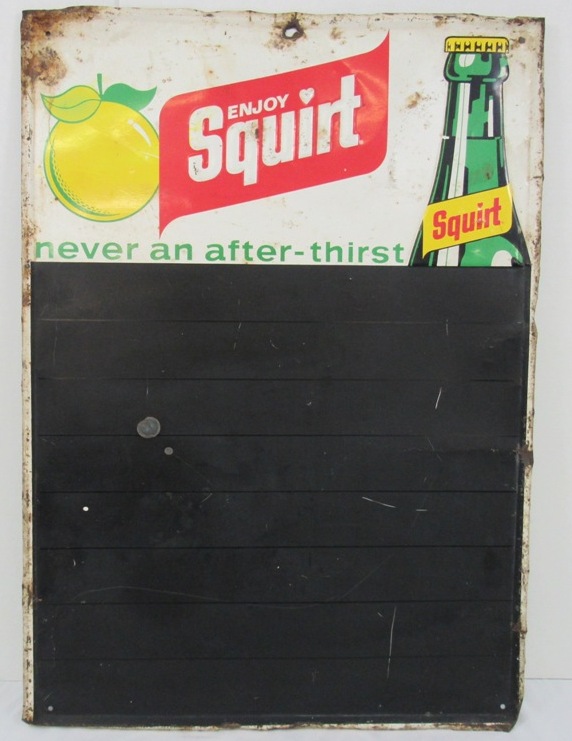 ENJOY
Squirt
Squirt
never an after-thirst